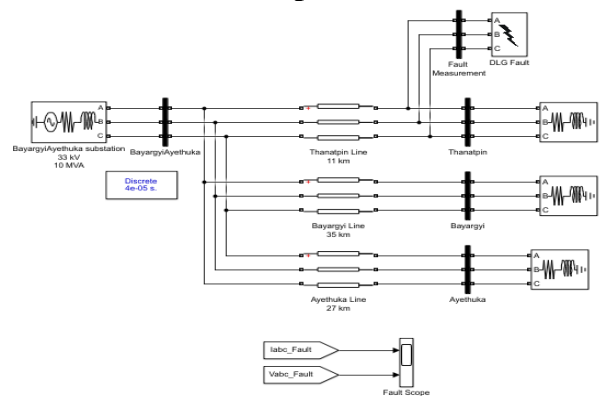 A
B
C
Fault
Measurement
DLG Fault
A
B
C
BayargyiAyethuka substation
33 kV
10 MVA
BayargyiAyethuka
+
Thanatpin Line
11 km
Thanatpin
A
B
C
Discrete
4e-05 s.
+
Bayargyi Line
35 km
Bayargyi
A
B
C
+
Ayethuka Line
27 km
Ayethuka
A
B
C
Iabc_Fault
Vabc_Fault
Fault Scope